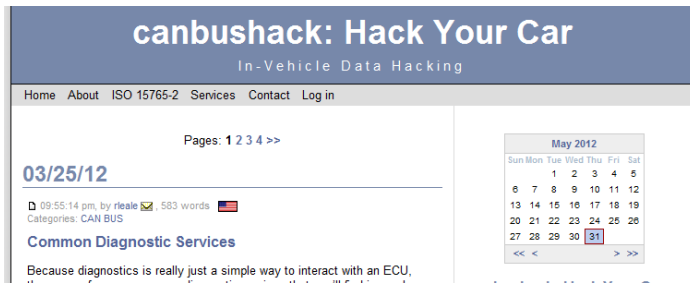 canbushack: Hack Your Car
In-Vehicle Data Hacking
Home About ISO 15765-2 Services Contact Log in
Pages: 1 2 3 4 >>
03/25/12
09:55:14 pm, by rleale , 583 words
Categories: CAN BUS
Common Diagnostic Services
Because diagnostics is really just a simple way to interact with an ECU,
May 2012
Sun Mon Tue Wed Thu Fri Sat
1 2 3 4 5
6 7 8 9 10 11 12
13 14 15 16 17 18 19
20 21 22 23 24 25 26
27 28 29 30 31
<< < > >>